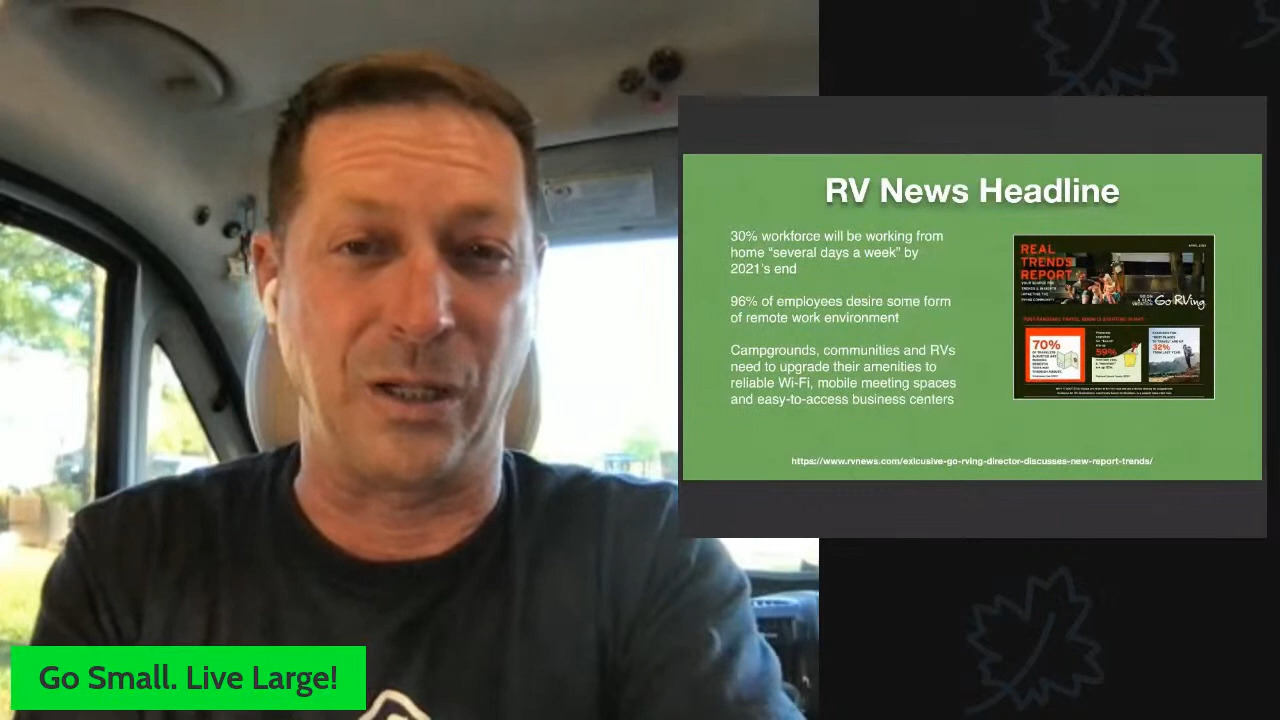 RV News Headline
30% workforce will be working from
home “several days a week” by
2021's end
96% of employees desire some form
of remote work environment
Campgrounds, communities and RVs
need to upgrade their amenities to
reliable Wi-Fi, mobile meeting spaces
and easy-to-access business centers
REAL
TRENDS
REPORT
Go RVing
70%
59%
32%
https://www.rvnews.com/exlcusive-go-rving-director-discusses-new-report-trends/
Go Small. Live Large!